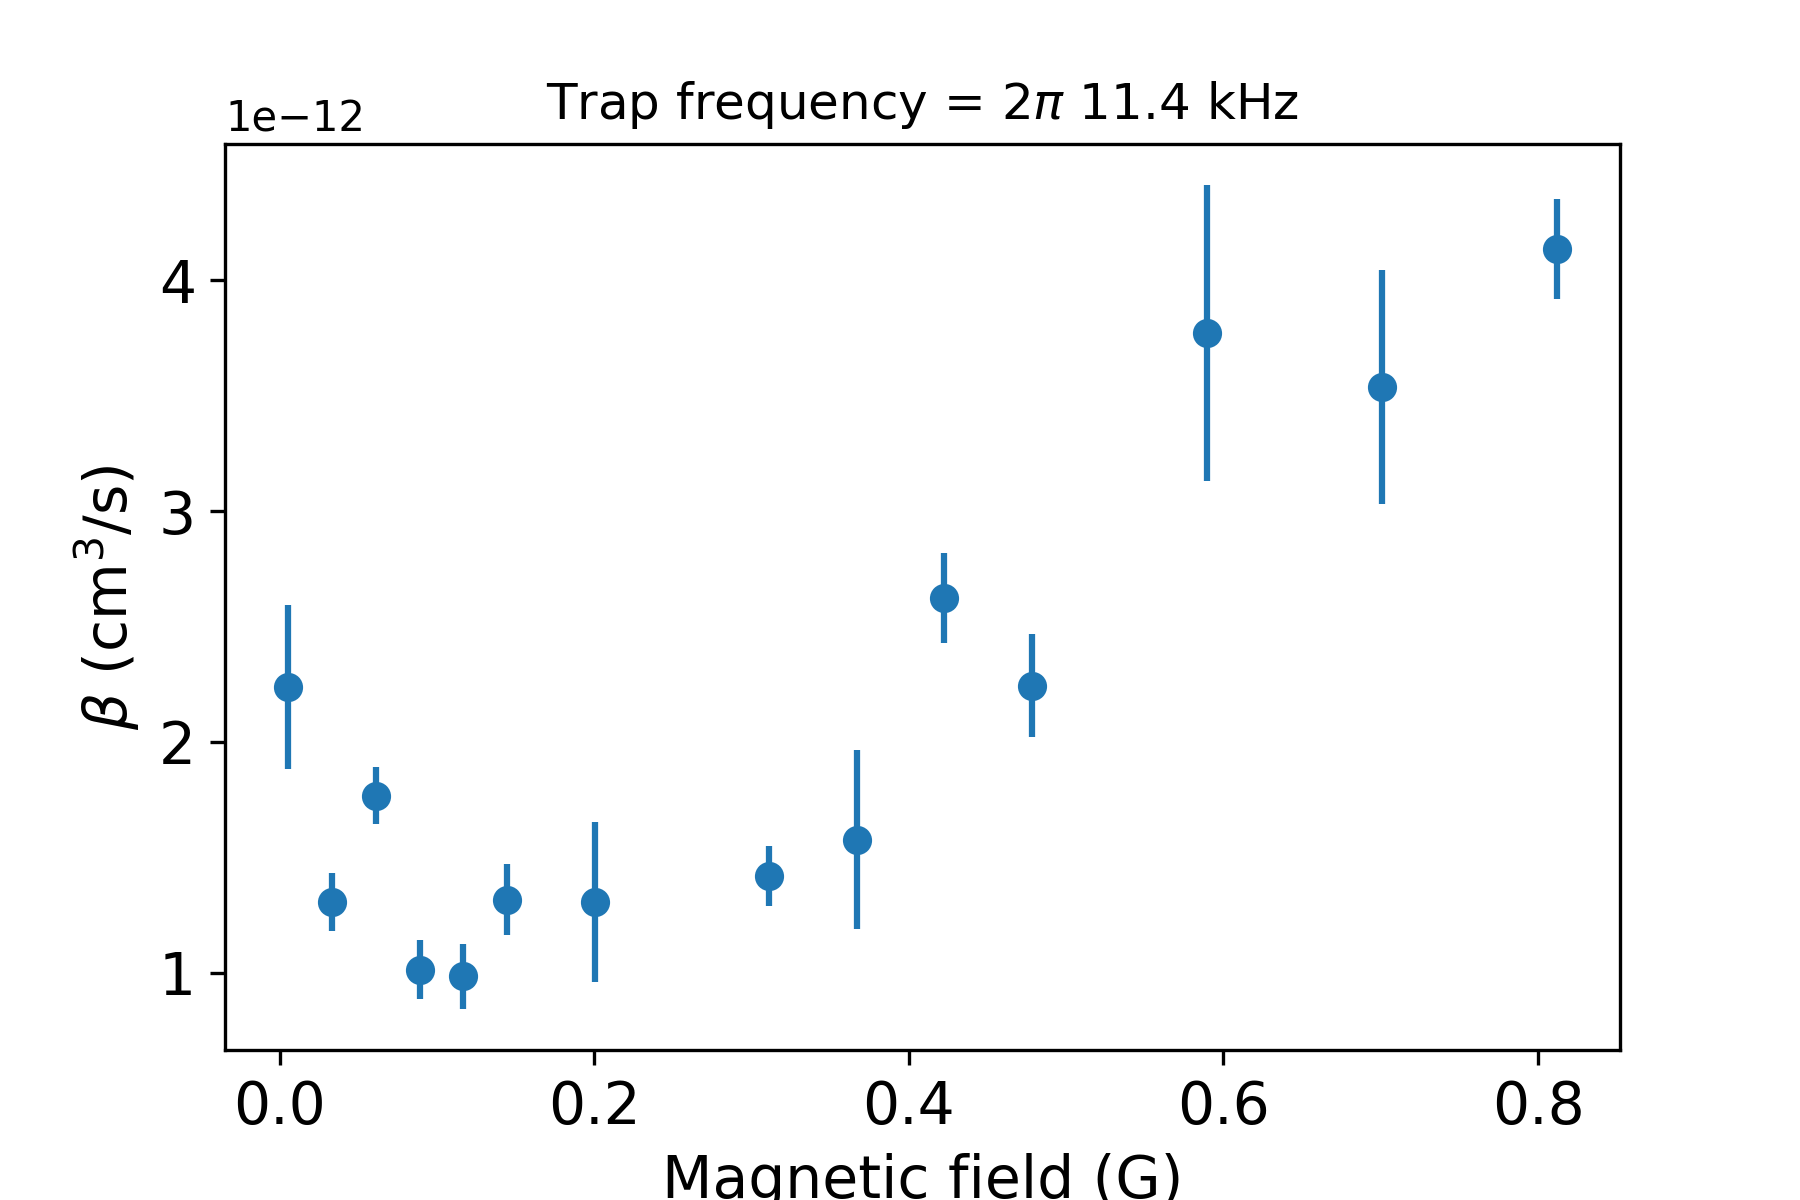 Trap frequency = 2π 11.4 kHz
1e−12
4
3
2
1
β (cm³/s)
0.0 0.2 0.4 0.6 0.8
Magnetic field (G)